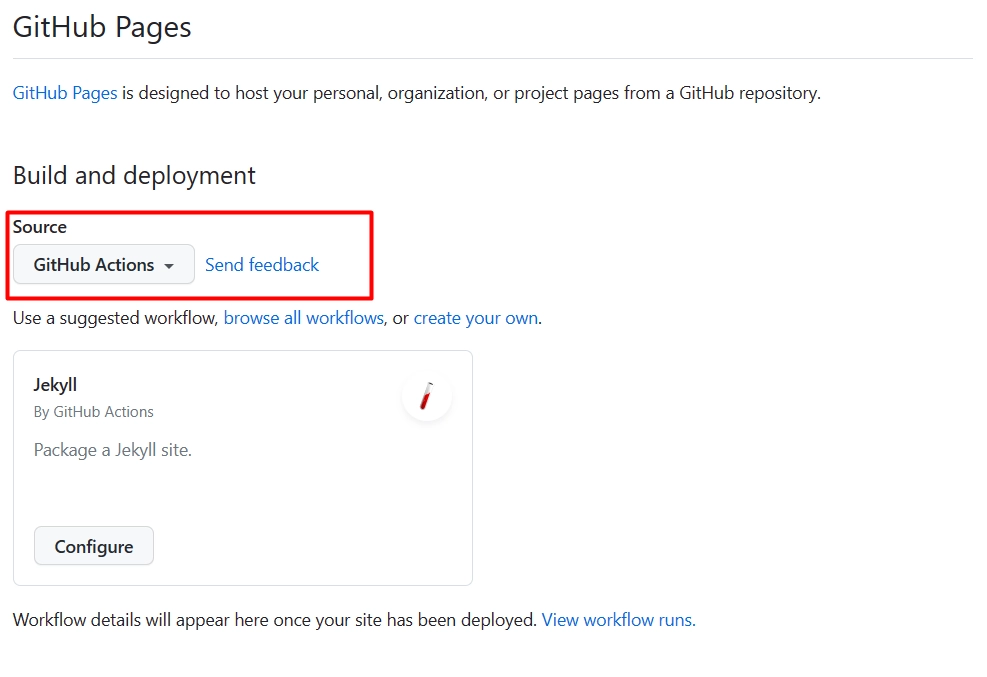 GitHub Pages
GitHub Pages is designed to host your personal, organization, or project pages from a GitHub repository.
Build and deployment
Source
GitHub Actions Send feedback
Use a suggested workflow, browse all workflows, or create your own.
Jekyll
By GitHub Actions
Package a Jekyll site.
Configure
Workflow details will appear here once your site has been deployed. View workflow runs.